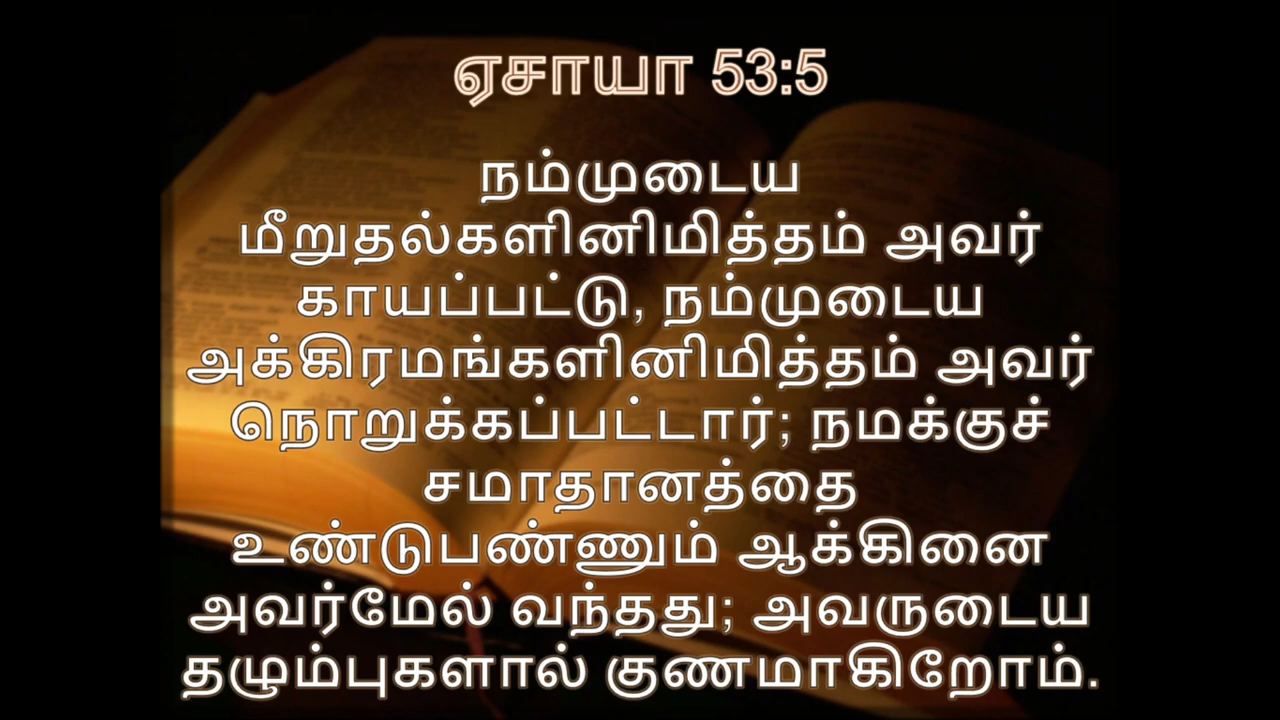 ஏசாயா 53:5
நம்முடைய
மீறுதல்களினிமித்தம் அவர்
காயப்பட்டு, நம்முடைய
அக்கிரமங்களினிமித்தம் அவர்
நொறுக்கப்பட்டார்; நமக்குச்
சமாதானத்தை
உண்டுபண்ணும் ஆக்கினை
அவர்மேல் வந்தது; அவருடைய
தழும்புகளால் குணமாகிறோம்.